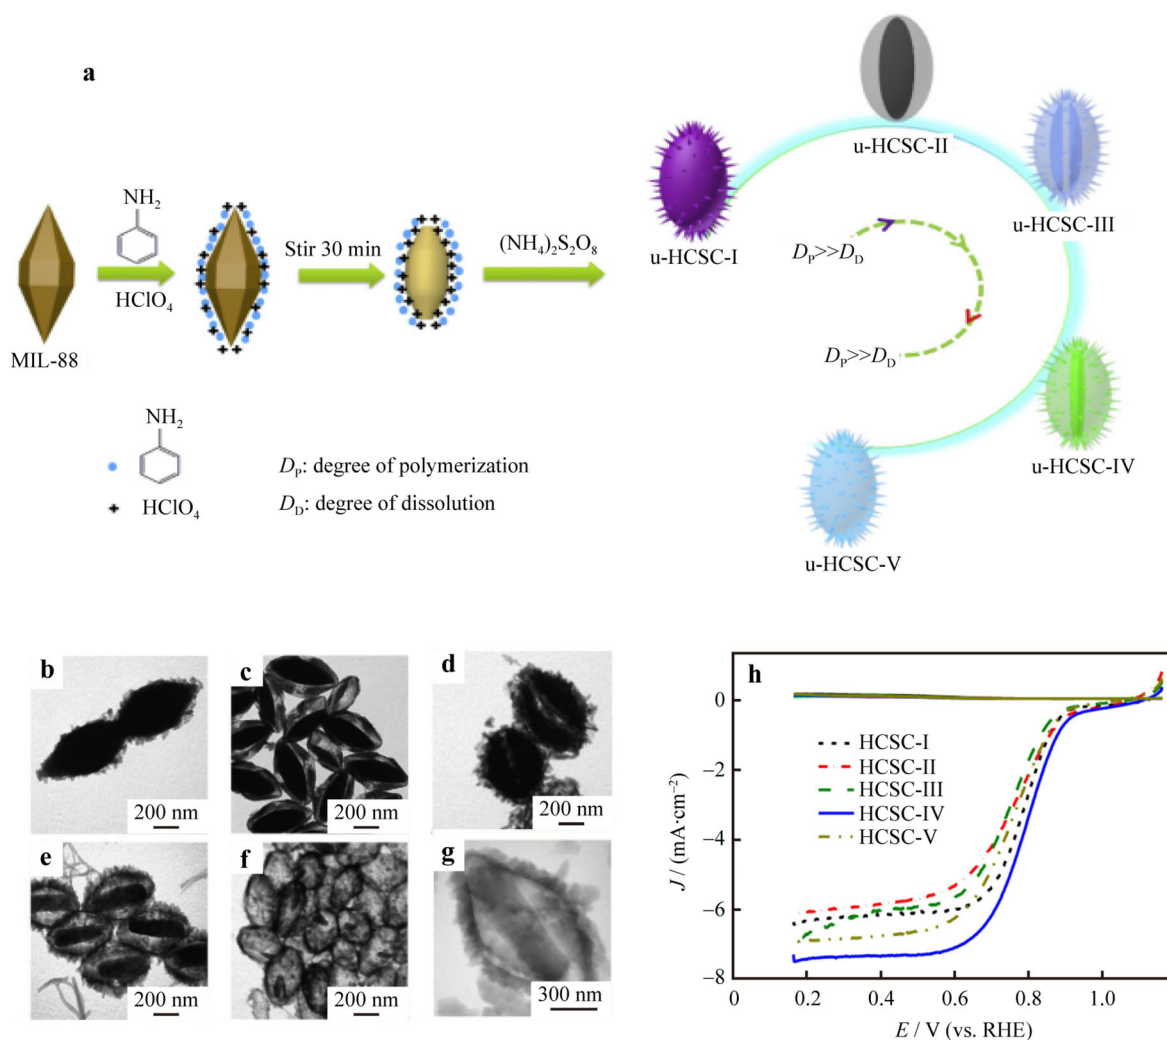 a
NH2
HClO4
MIL-88
Stir 30 min
(NH4)2S2O8
u-HCSC-I
u-HCSC-II
u-HCSC-III
u-HCSC-IV
u-HCSC-V
DP>>DD
DP>>DD
NH2
HClO4
DP: degree of polymerization
DD: degree of dissolution
b
200 nm
c
200 nm
d
200 nm
e
200 nm
f
200 nm
g
300 nm
h
HCSC-I
HCSC-II
HCSC-III
HCSC-IV
HCSC-V
J / (mA·cm−2)
0
−2
−4
−6
−8
0 0.2 0.4 0.6 0.8 1.0
E / V (vs. RHE)